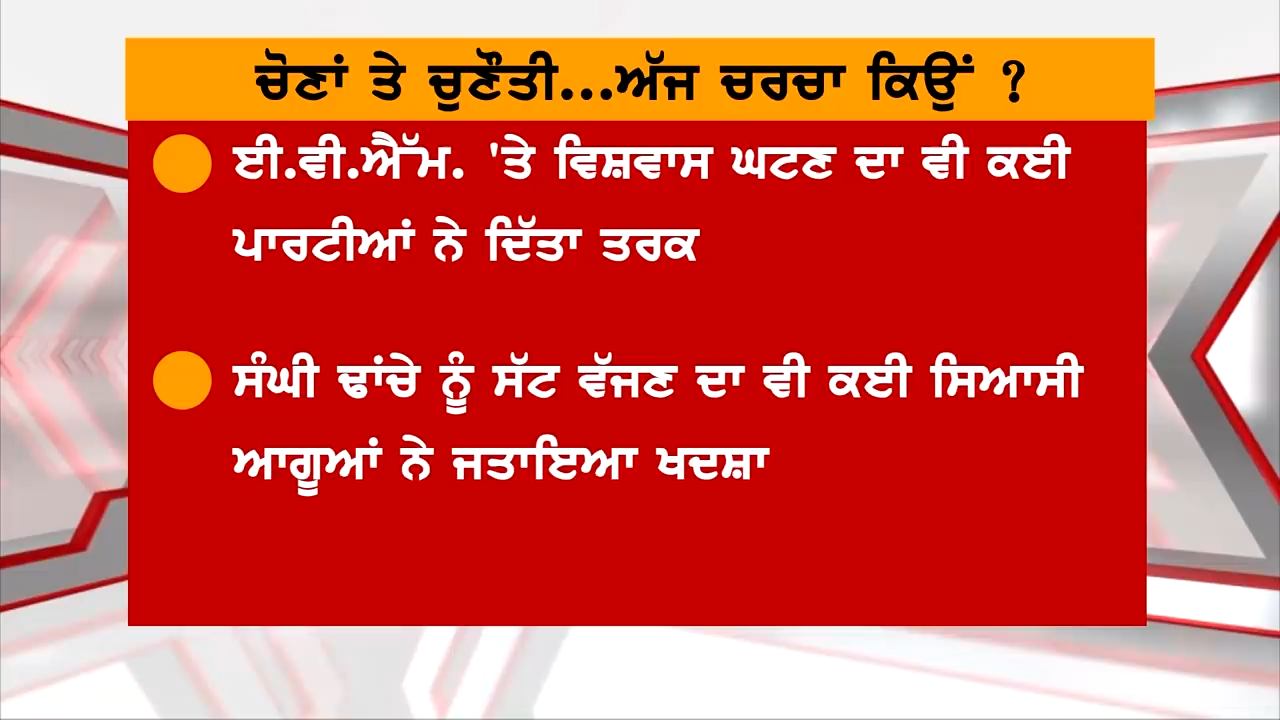 ਚੋਣਾਂ ਤੇ ਚੁਣੌਤੀ...ਅੱਜ ਚਰਚਾ ਕਿਉਂ ?
ਈ.ਵੀ.ਐੱਮ. 'ਤੇ ਵਿਸ਼ਵਾਸ ਘਟਣ ਦਾ ਵੀ ਕਈ
ਪਾਰਟੀਆਂ ਨੇ ਦਿੱਤਾ ਤਰਕ
ਸੰਘੀ ਢਾਂਚੇ ਨੂੰ ਸੱਟ ਵੱਜਣ ਦਾ ਵੀ ਕਈ ਸਿਆਸੀ
ਆਗੂਆਂ ਨੇ ਜਤਾਇਆ ਖਦਸ਼ਾ